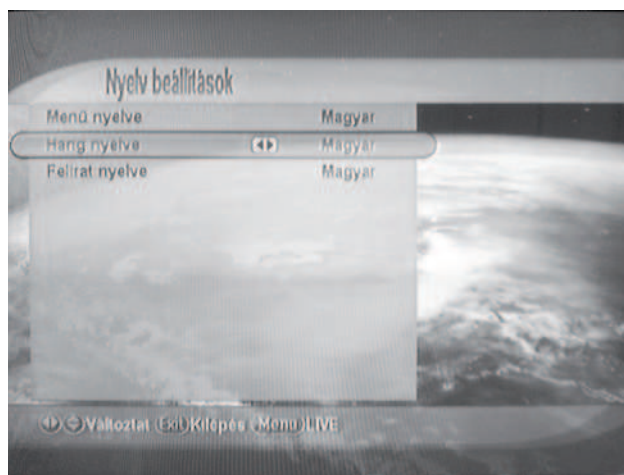 Nyelv beállítások
Menü nyelve Magyar
Hang nyelve Magyar
Felirat nyelve Magyar
Változtat Exit Kilépés Menu LIVE